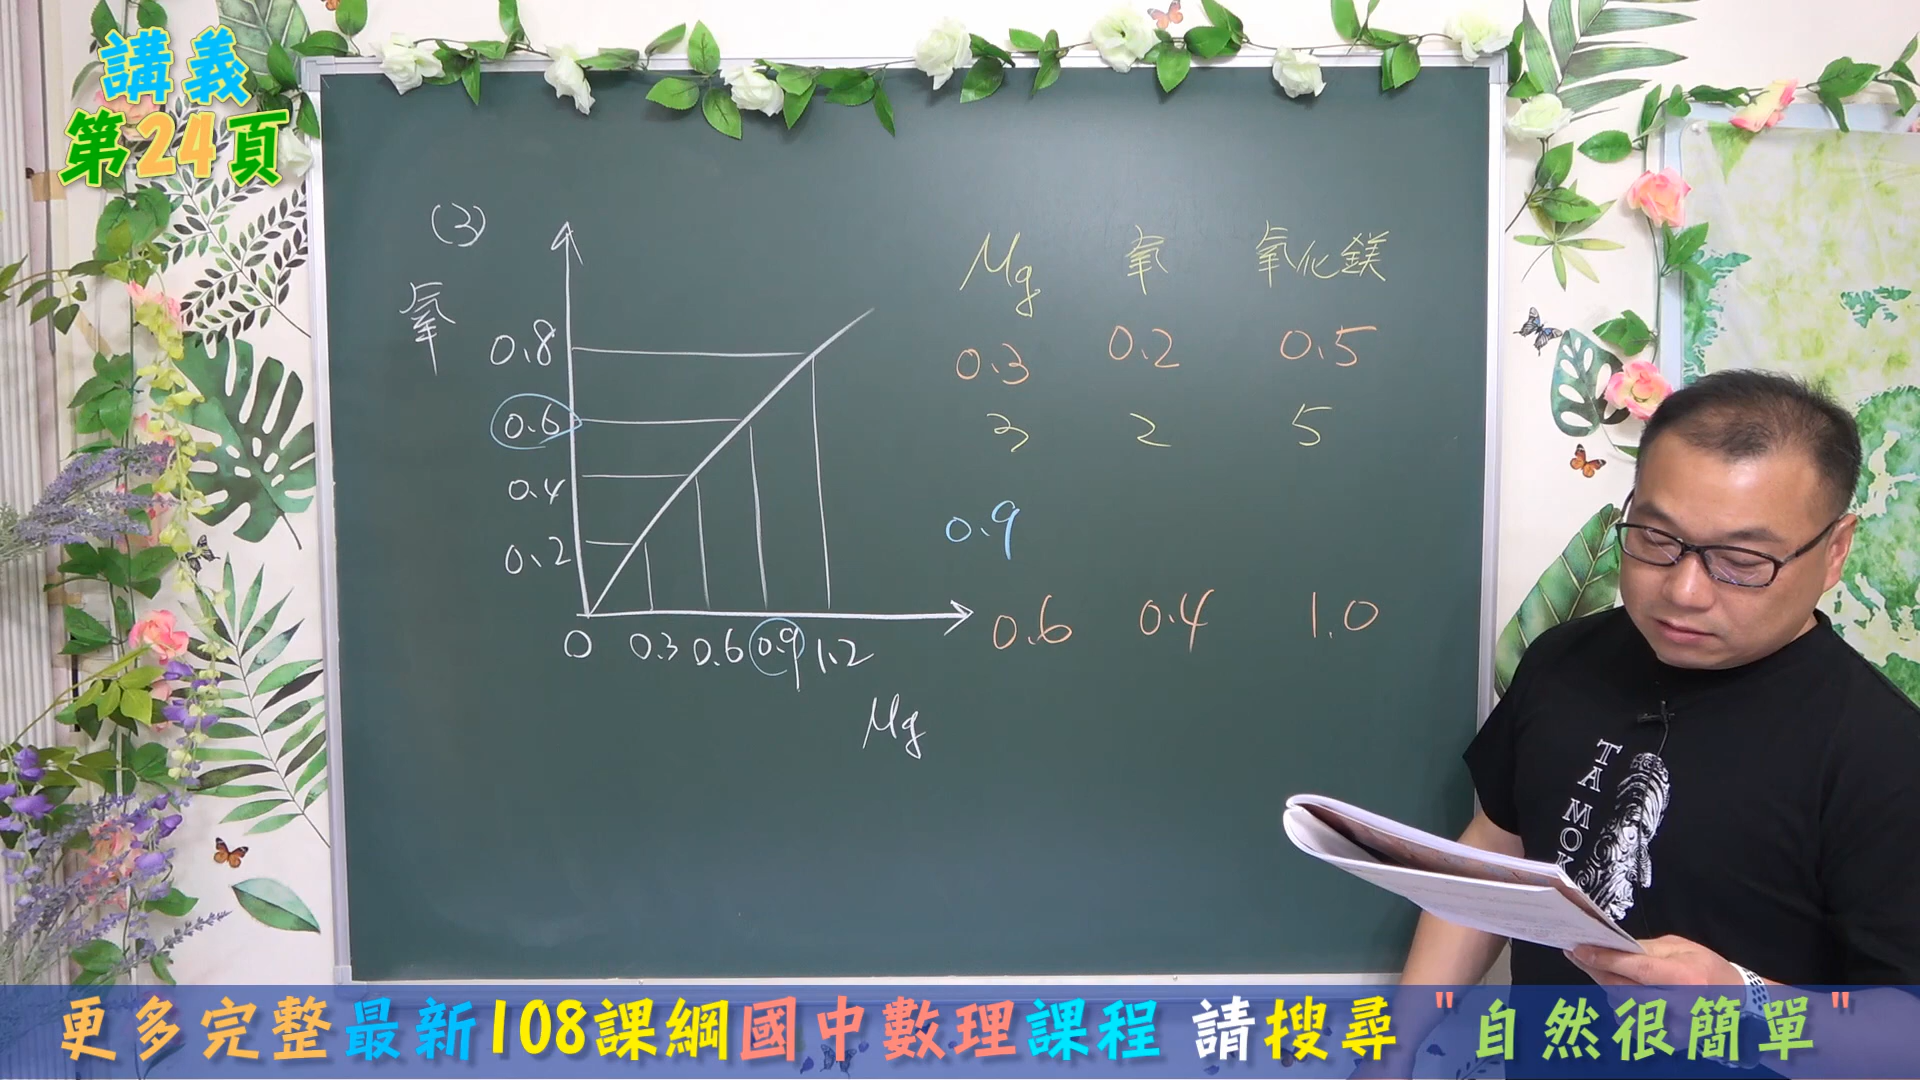 講義
第24頁
(3)
氧
0.8
0.6
0.4
0.2
0 0.3 0.6 0.9 1.2
Mg
Mg 氧 氧化鎂
0.3 0.2 0.5
3 2 5
0.9
0.6 0.4 1.0
TA MOK
更多完整最新108課綱國中數理課程 請搜尋 "自然很簡單"